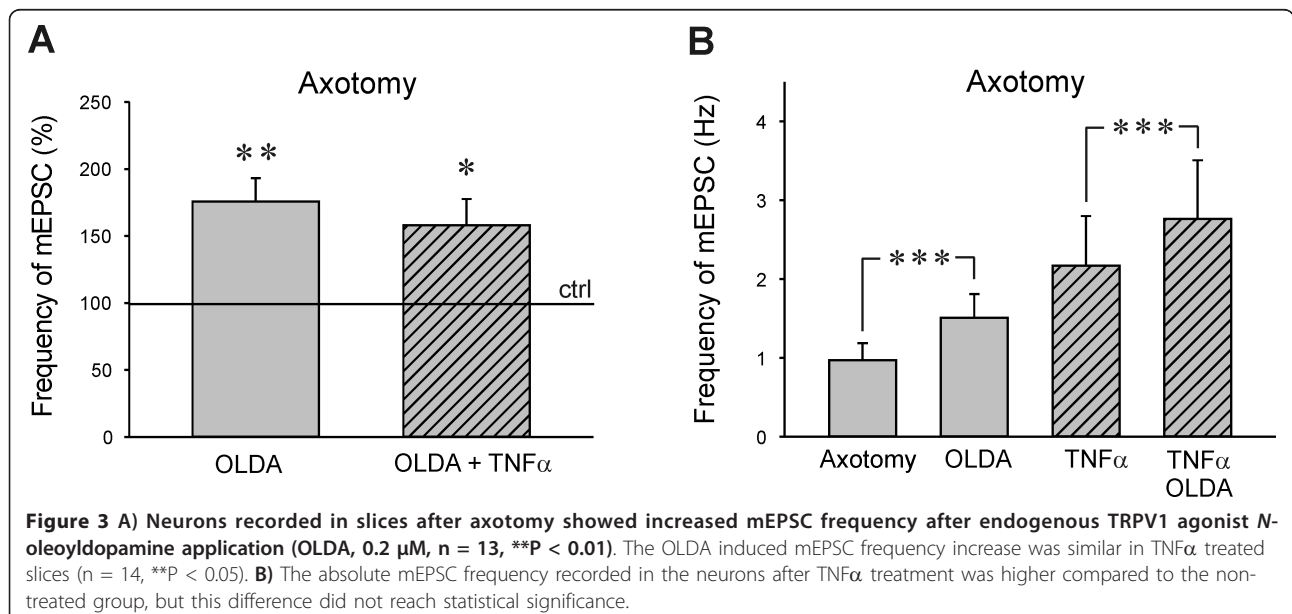 A
Axotomy
Frequency of mEPSC (%)
250
200
150
100
50
0
**
*
ctrl
OLDA
OLDA + TNFα
B
Axotomy
Frequency of mEPSC (Hz)
4
3
2
1
0
***
***
Axotomy
OLDA
TNFα
TNFα
OLDA
Figure 3 A) Neurons recorded in slices after axotomy showed increased mEPSC frequency after endogenous TRPV1 agonist N-
oleoyldopamine application (OLDA, 0.2 μM, n = 13, **P < 0.01). The OLDA induced mEPSC frequency increase was similar in TNFα treated
slices (n = 14, **P < 0.05). B) The absolute mEPSC frequency recorded in the neurons after TNFα treatment was higher compared to the non-
treated group, but this difference did not reach statistical significance.